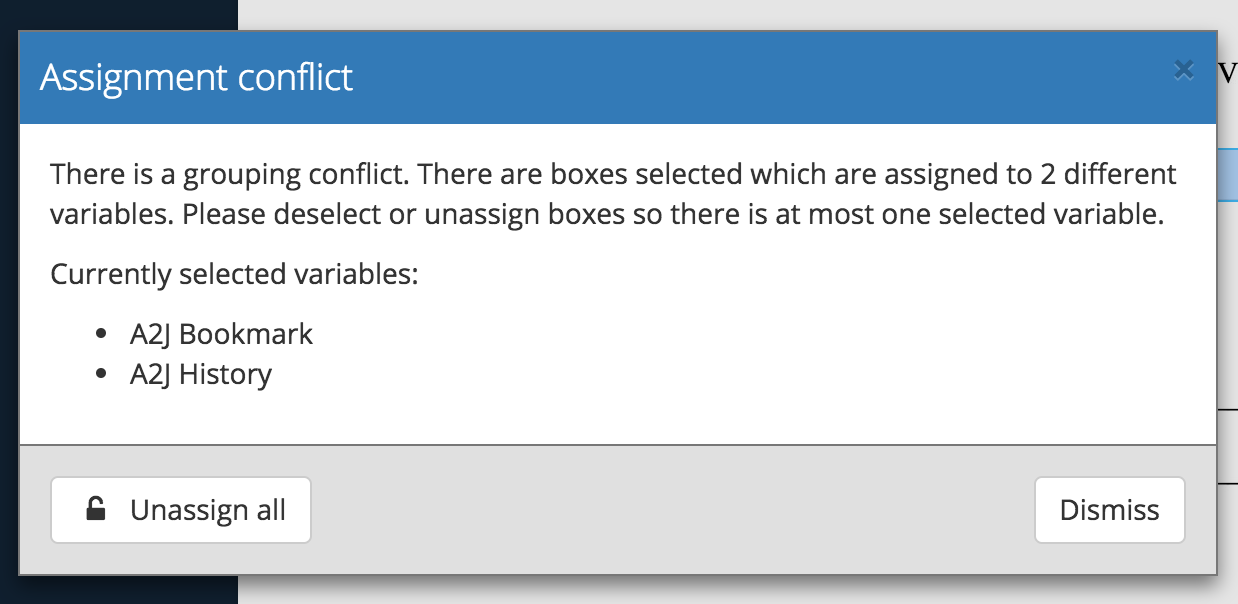 Assignment conflict
V
There is a grouping conflict. There are boxes selected which are assigned to 2 different
variables. Please deselect or unassign boxes so there is at most one selected variable.
Currently selected variables:
• A2J Bookmark
• A2J History
Unassign all
Dismiss